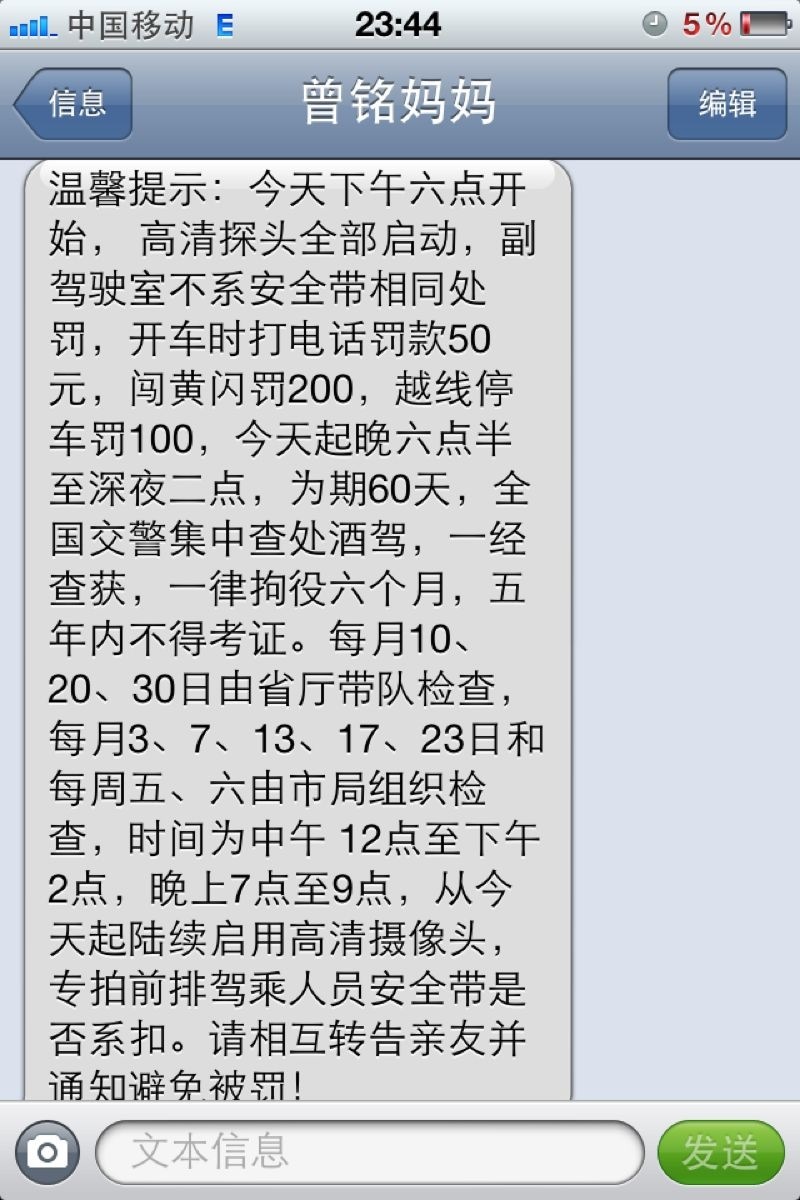 中国移动 E 23:44 5%
信息 曾铭妈妈 编辑
温馨提示：今天下午六点开
始， 高清探头全部启动，副
驾驶室不系安全带相同处
罚，开车时打电话罚款50
元，闯黄闪罚200，越线停
车罚100，今天起晚六点半
至深夜二点，为期60天，全
国交警集中查处酒驾，一经
查获，一律拘役六个月，五
年内不得考证。每月10、
20、30日由省厅带队检查，
每月3、7、13、17、23日和
每周五、六由市局组织检
查，时间为中午 12点至下午
2点，晚上7点至9点，从今
天起陆续启用高清摄像头，
专拍前排驾乘人员安全带是
否系扣。请相互转告亲友并
通知避免被罚！
文本信息 发送